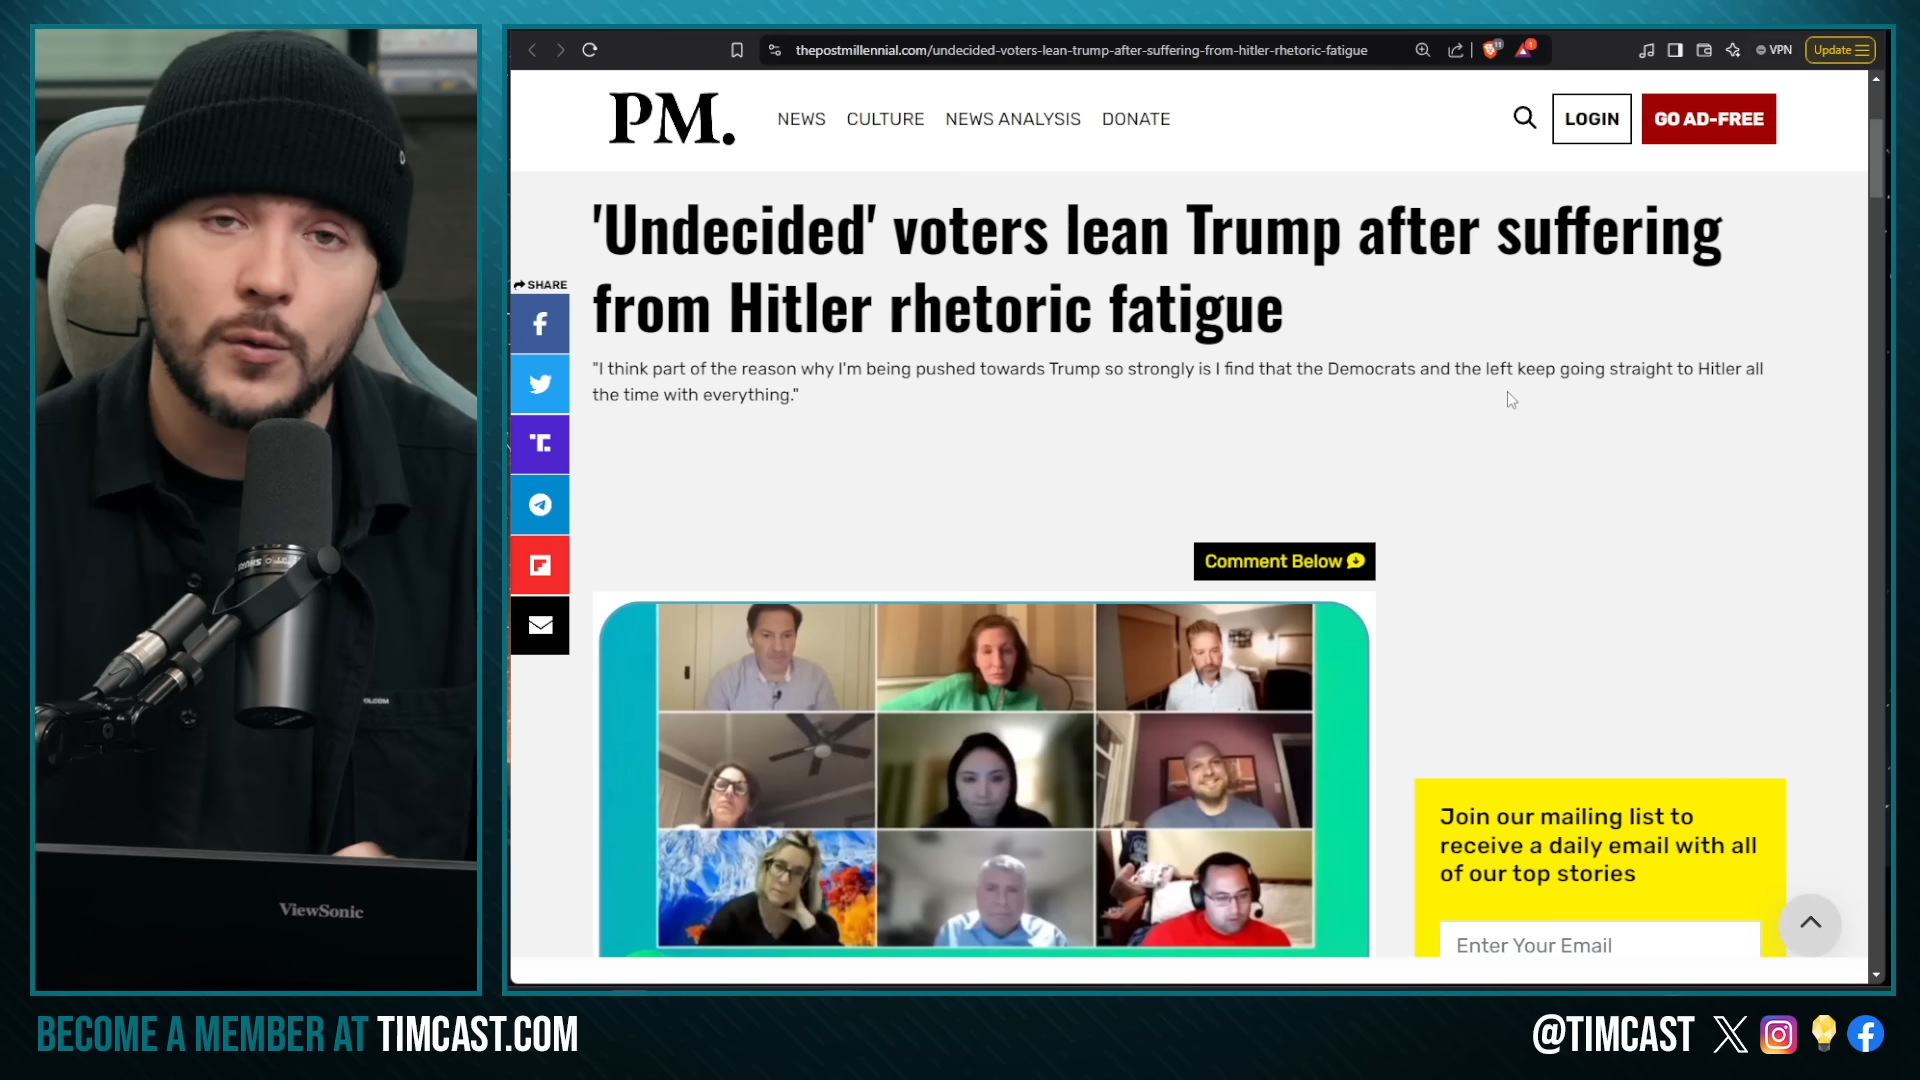 thepostmillennial.com/undecided-voters-lean-trump-after-suffering-from-hitler-rhetoric-fatigue
VPN
Update
PM.
NEWS CULTURE NEWS ANALYSIS DONATE
LOGIN
GO AD-FREE
'Undecided' voters lean Trump after suffering
from Hitler rhetoric fatigue
SHARE
"I think part of the reason why I'm being pushed towards Trump so strongly is I find that the Democrats and the left keep going straight to Hitler all
the time with everything."
Comment Below
Join our mailing list to
receive a daily email with all
of our top stories
Enter Your Email
SHURE
ViewSonic
BECOME A MEMBER AT TIMCAST.COM
@TIMCAST